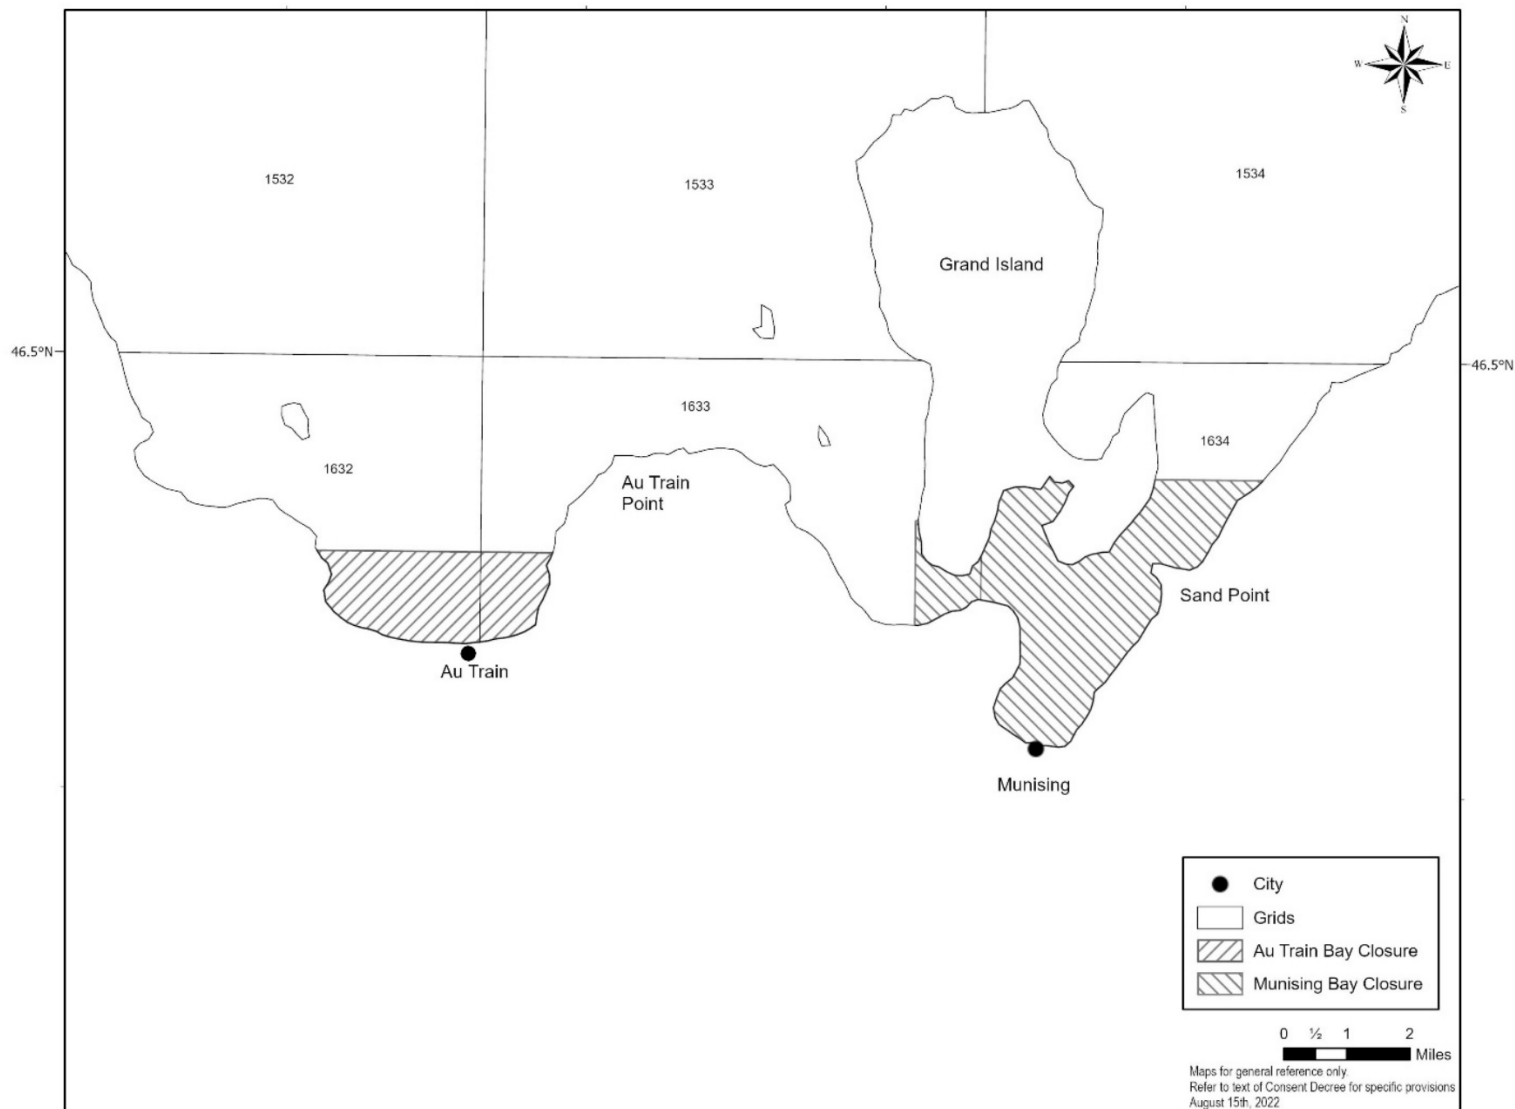 N
W E
S
1532
1533
1534
Grand Island
46.5°N
46.5°N
1633
1634
1632
Au Train
Point
Sand Point
Au Train
Munising
City
Grids
Au Train Bay Closure
Munising Bay Closure
0 ½ 1 2
Miles
Maps for general reference only.
Refer to text of Consent Decree for specific provisions
August 15th, 2022